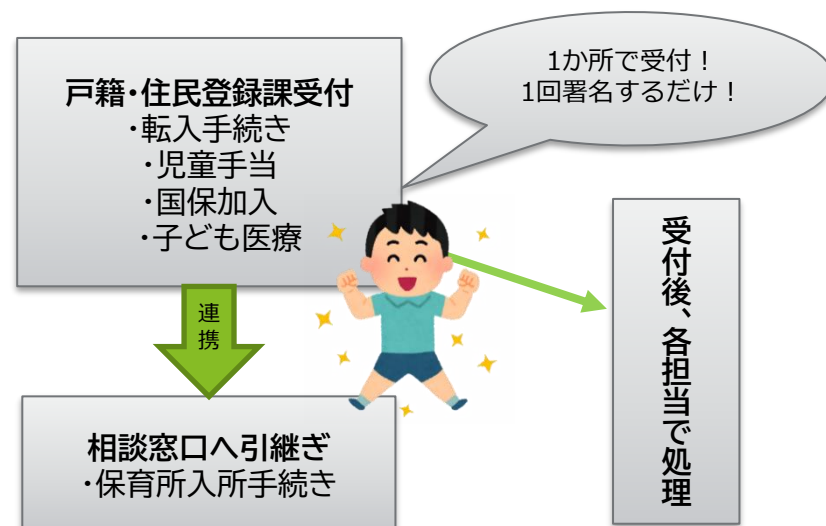 戸籍・住民登録課受付
・転入手続き
・児童手当
・国保加入
・子ども医療
1か所で受付！
1回署名するだけ！
連携
受付後、各担当で処理
相談窓口へ引継ぎ
・保育所入所手続き